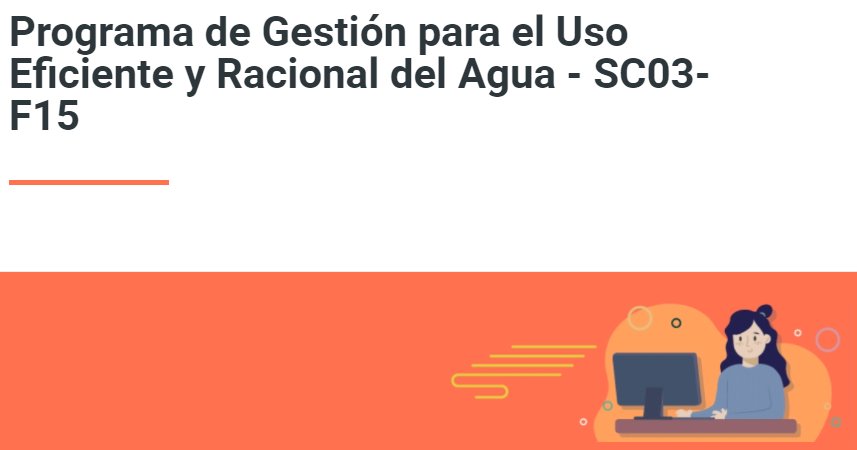 Programa de Gestión para el Uso
Eficiente y Racional del Agua - SC03-
F15